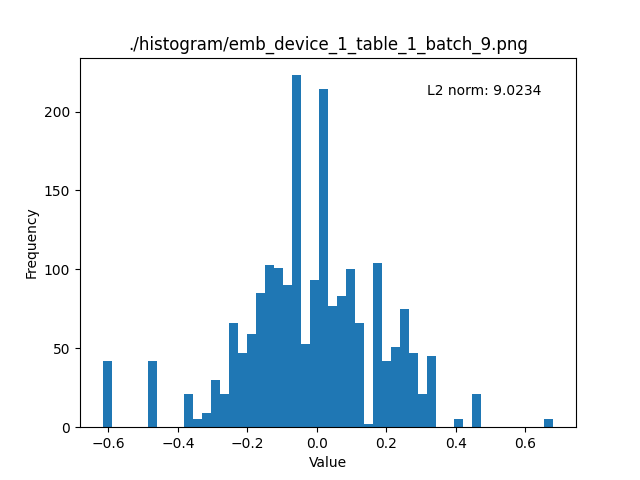 ./histogram/emb_device_1_table_1_batch_9.png
L2 norm: 9.0234
Frequency
200
150
100
50
0
−0.6 −0.4 −0.2 0.0 0.2 0.4 0.6
Value